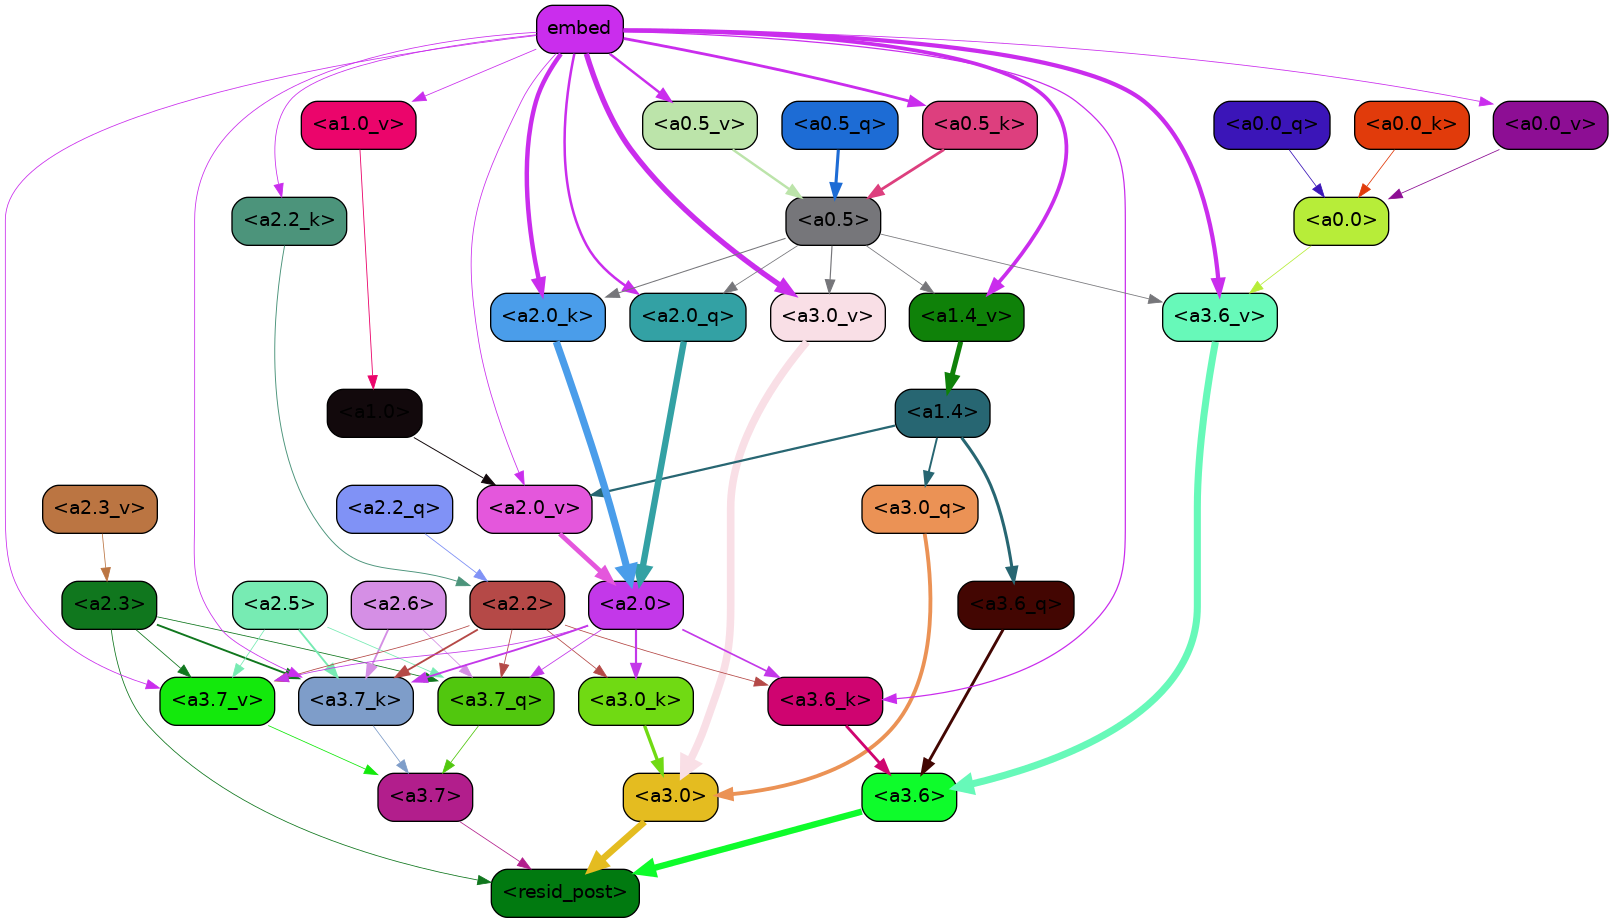 embed
<a1.0_v> <a0.5_v> <a0.5_q> <a0.5_k> <a0.0_q> <a0.0_k> <a0.0_v>
<a2.2_k> <a0.5> <a0.0>
<a2.0_k> <a2.0_q> <a3.0_v> <a1.4_v> <a3.6_v>
<a1.0> <a1.4>
<a2.3_v> <a2.2_q> <a2.0_v> <a3.0_q>
<a2.3> <a2.5> <a2.6> <a2.2> <a2.0> <a3.6_q>
<a3.7_v> <a3.7_k> <a3.7_q> <a3.0_k> <a3.6_k>
<a3.7> <a3.0> <a3.6>
<resid_post>